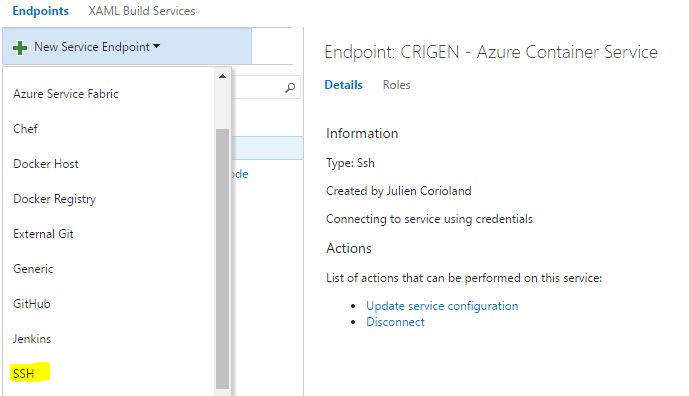 Endpoints XAML Build Services
New Service Endpoint
Azure Service Fabric
Chef
Docker Host
Docker Registry
External Git
Generic
GitHub
Jenkins
SSH
Endpoint: CRIGEN - Azure Container Service
Details Roles
Information
Type: Ssh
Created by Julien Corioland
Connecting to service using credentials
Actions
List of actions that can be performed on this service:
Update service configuration
Disconnect